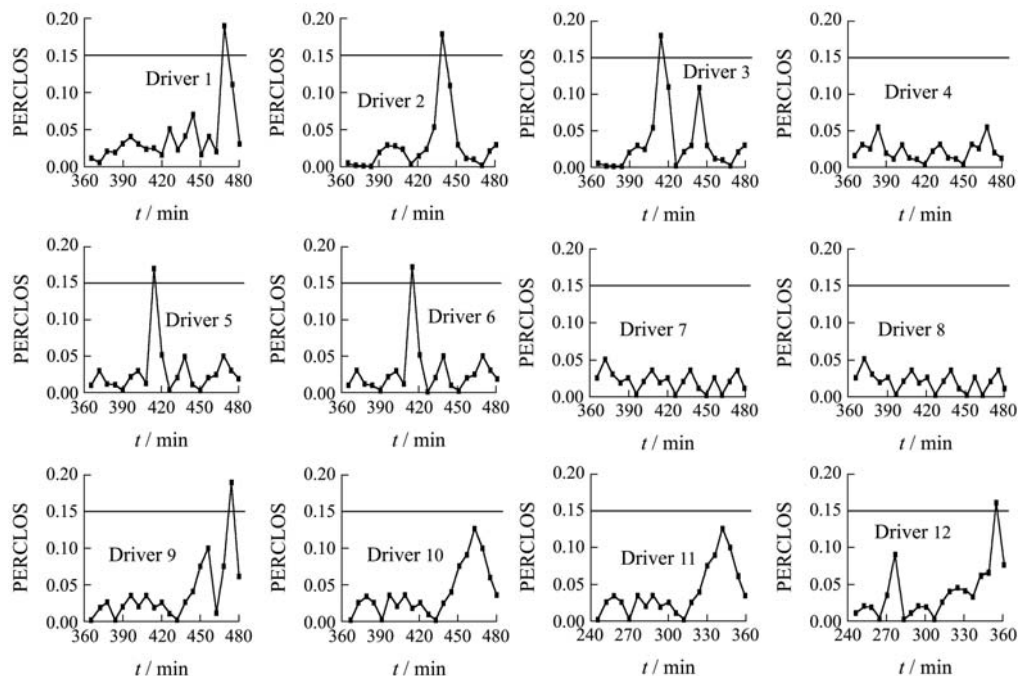 0.20 0.20 0.20 0.20
0.15 0.15 0.15 0.15
PERCLOS PERCLOS PERCLOS PERCLOS
Driver 1 Driver 2 Driver 3 Driver 4
0.10 0.10 0.10 0.10
0.05 0.05 0.05 0.05
0.00 0.00 0.00 0.00
360 390 420 450 480 360 390 420 450 480 360 390 420 450 480 360 390 420 450 480
t / min t / min t / min t / min
0.20 0.20 0.20 0.20
0.15 0.15 0.15 0.15
PERCLOS PERCLOS PERCLOS PERCLOS
Driver 5 Driver 6 Driver 7 Driver 8
0.10 0.10 0.10 0.10
0.05 0.05 0.05 0.05
0.00 0.00 0.00 0.00
360 390 420 450 480 360 390 420 450 480 360 390 420 450 480 360 390 420 450 480
t / min t / min t / min t / min
0.20 0.20 0.20 0.20
0.15 0.15 0.15 0.15
PERCLOS PERCLOS PERCLOS PERCLOS
Driver 9 Driver 10 Driver 11 Driver 12
0.10 0.10 0.10 0.10
0.05 0.05 0.05 0.05
0.00 0.00 0.00 0.00
360 390 420 450 480 360 390 420 450 480 240 270 300 330 360 240 270 300 330 360
t / min t / min t / min t / min